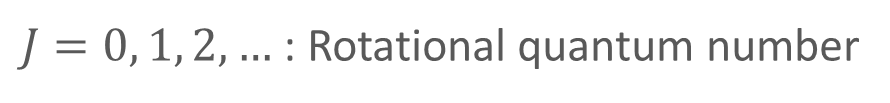 J = 0, 1, 2, … : Rotational quantum number